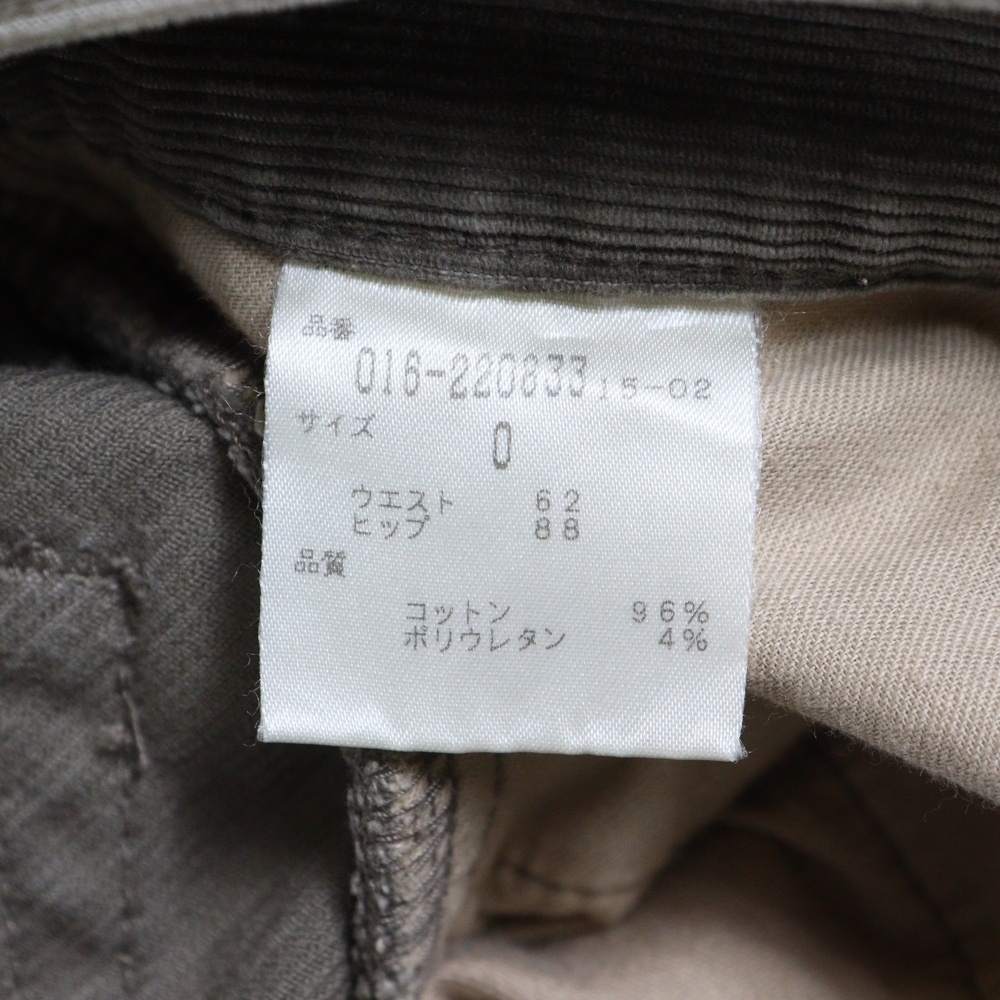 品番
016-220833 15-02
サイズ
0
ウエスト 62
ヒップ 88
品質
コットン 96%
ポリウレタン 4%